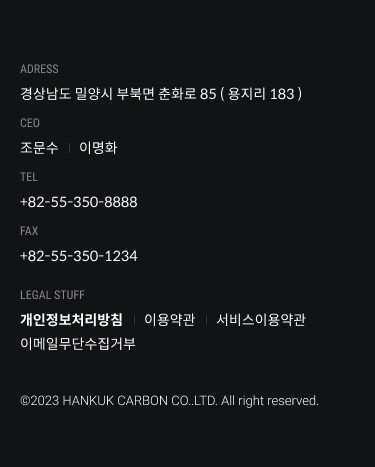 ADRESS
경상남도 밀양시 부북면 춘화로 85 ( 용지리 183 )
CEO
조문수 | 이명화
TEL
+82-55-350-8888
FAX
+82-55-350-1234
LEGAL STUFF
개인정보처리방침 | 이용약관 | 서비스이용약관
이메일무단수집거부
©2023 HANKUK CARBON CO..LTD. All right reserved.